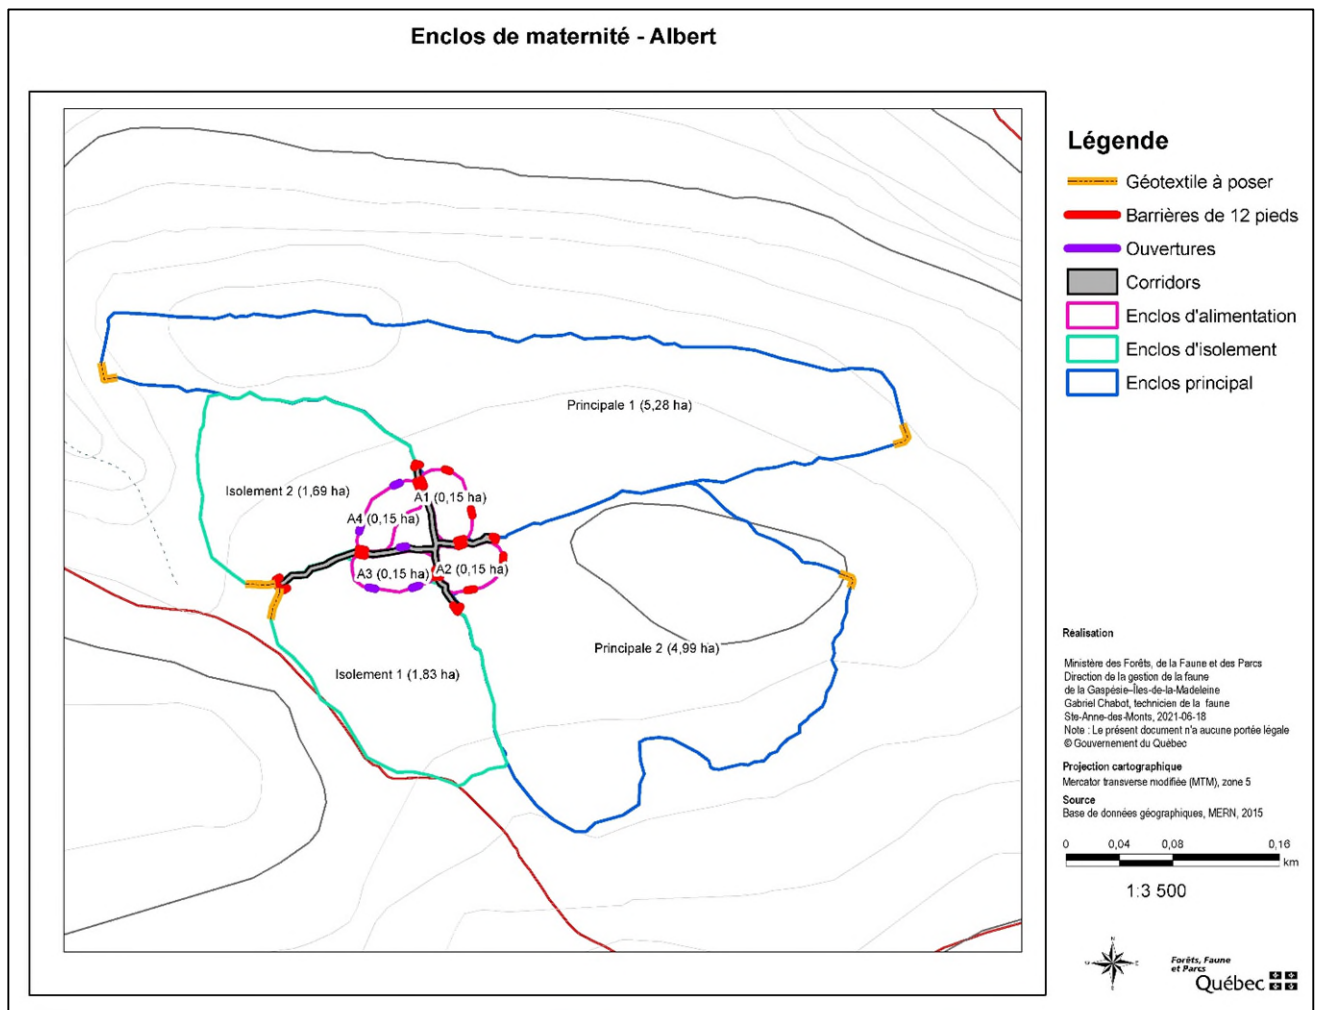 Enclos de maternité - Albert
Principale 1 (5,28 ha)
Isolement 2 (1,69 ha)
A1 (0,15 ha)
A4 (0,15 ha)
A3 (0,15 ha)
A2 (0,15 ha)
Principale 2 (4,99 ha)
Isolement 1 (1,83 ha)
Légende
Géotextile à poser
Barrières de 12 pieds
Ouvertures
Corridors
Enclos d'alimentation
Enclos d'isolement
Enclos principal
Réalisation
Ministère des Forêts, de la Faune et des Parcs
Direction de la gestion de la faune
de la Gaspésie–Îles-de-la-Madeleine
Gabriel Chabot, technicien de la faune
Ste-Anne-des-Monts, 2021-06-18
Note : Le présent document n'a aucune portée légale
© Gouvernement du Québec
Projection cartographique
Mercator transverse modifiée (MTM), zone 5
Source
Base de données géographiques, MERN, 2015
0 0,04 0,08 0,16
km
1:3 500
N
E
S
Forêts, Faune
et Parcs
Québec